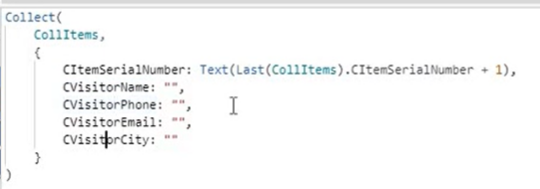 Collect(
CollItems,
{
CItemSerialNumber: Text(Last(CollItems).CItemSerialNumber + 1),
CVisitorName: "",
CVisitorPhone: "",
CVisitorEmail: "",
CVisitorCity: ""
}
)